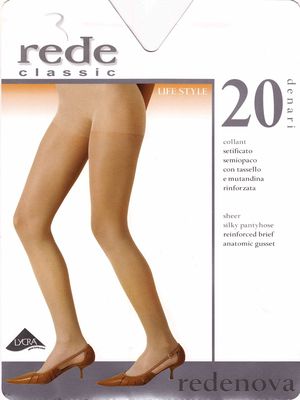 rede
classic
LIFE STYLE
20
denari
collant
setificato
semiopaco
con tassello
e mutandina
rinforzata
sheer
silky pantyhose
reinforced brief
anatomic gusset
LYCRA
redenova